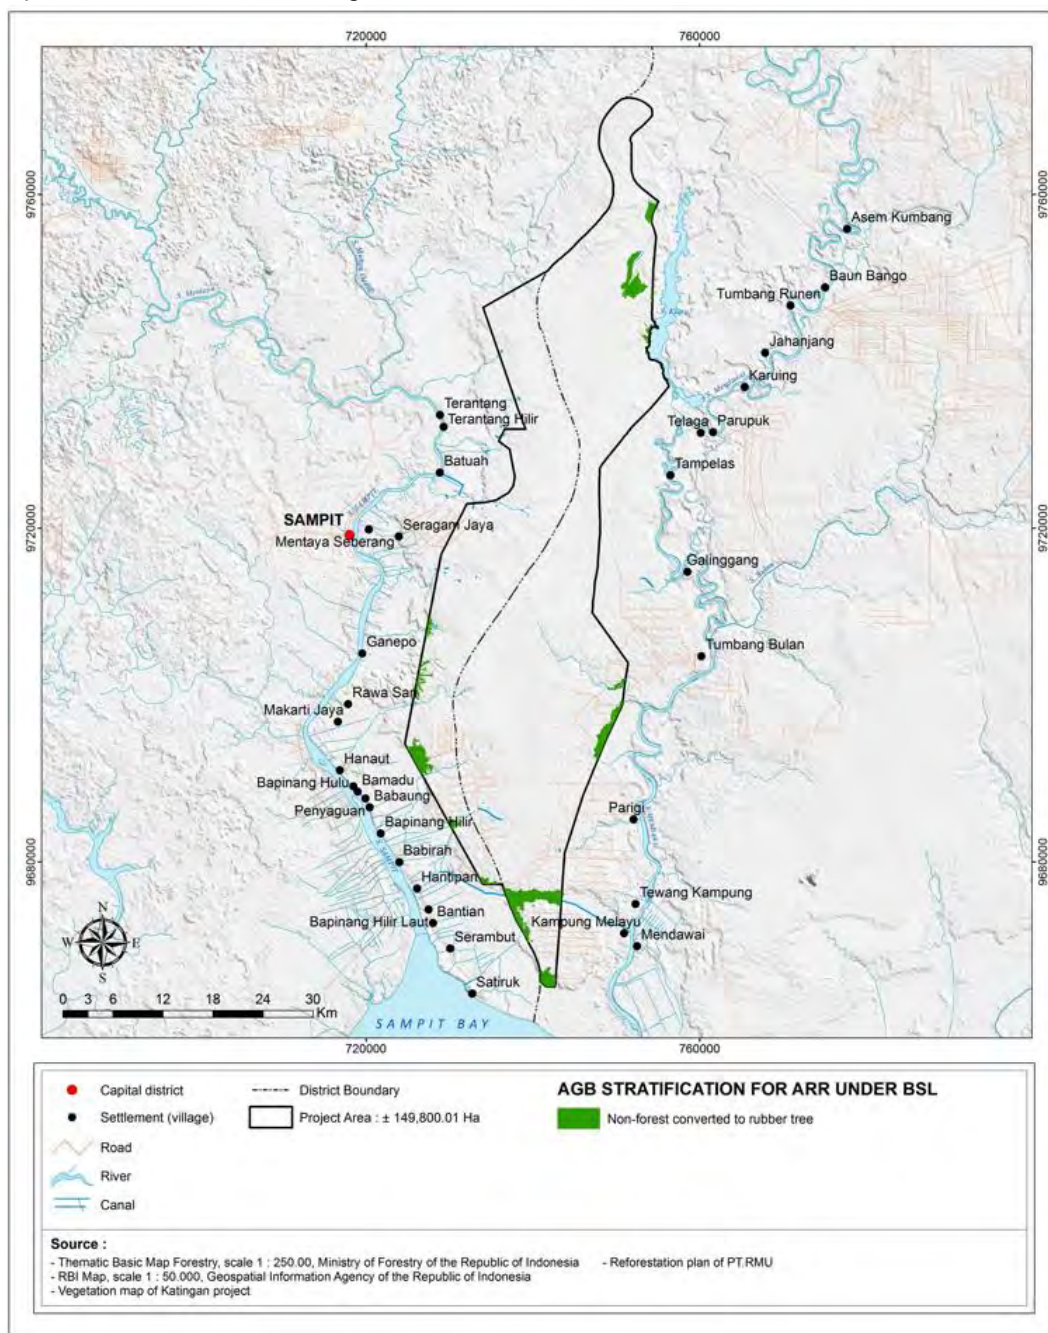 720000
760000
9760000
9760000
Asem Kumbang
Baun Bango
Tumbang Runen
Jahanjang
Karuing
Terantang
Terantang Hilir
Telaga
Parupuk
Batuah
Tampelas
SAMPIT
Seragam Jaya
9720000
9720000
Mentaya Seberang
Galinggang
Ganepo
Tumbang Bulan
Rawa Sari
Makarti Jaya
Hanaut
Bapinang Hulu
Bamadu
Babaung
Penyaguan
Parigi
Bapinang Hilir
S. SAMPIT
Babirah
9680000
9680000
Hantipan
Tewang Kampung
Bantian
Bapinang Hilir Laut
Kampung Melayu
Mendawai
Serambut
N
W
E
S
Satiruk
0 3 6 12 18 24 30
Km
SAMPIT BAY
720000
760000
Capital district
Settlement (village)
Road
River
Canal
District Boundary
Project Area : ± 149,800.01 Ha
AGB STRATIFICATION FOR ARR UNDER BSL
Non-forest converted to rubber tree
Source :
- Thematic Basic Map Forestry, scale 1 : 250.00, Ministry of Forestry of the Republic of Indonesia
- Reforestation plan of PT.RMU
- RBI Map, scale 1 : 50.000, Geospatial Information Agency of the Republic of Indonesia
- Vegetation map of Katingan project